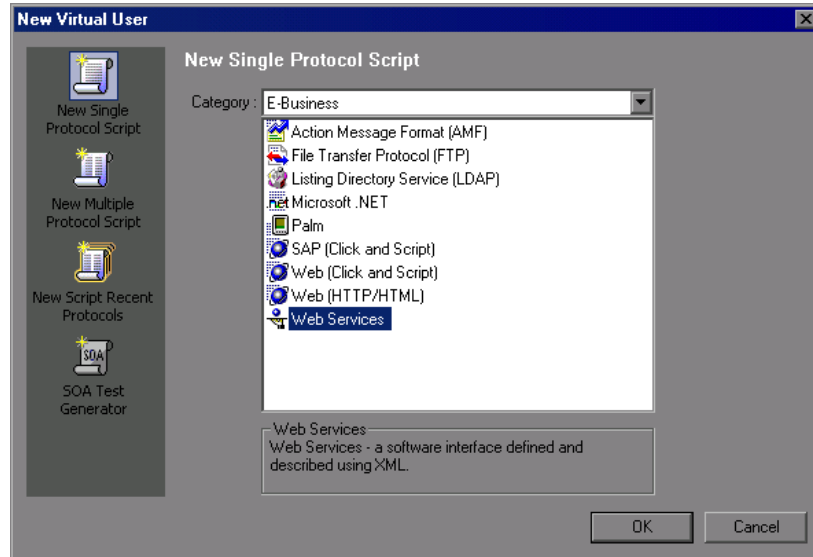 New Virtual User
New Single Protocol Script
New Single
Protocol Script
New Multiple
Protocol Script
New Script Recent
Protocols
SOA
SOA Test
Generator
Category :
E-Business
Action Message Format (AMF)
File Transfer Protocol (FTP)
Listing Directory Service (LDAP)
.net Microsoft .NET
Palm
SAP (Click and Script)
Web (Click and Script)
Web (HTTP/HTML)
Web Services
Web Services
Web Services - a software interface defined and
described using XML.
OK
Cancel